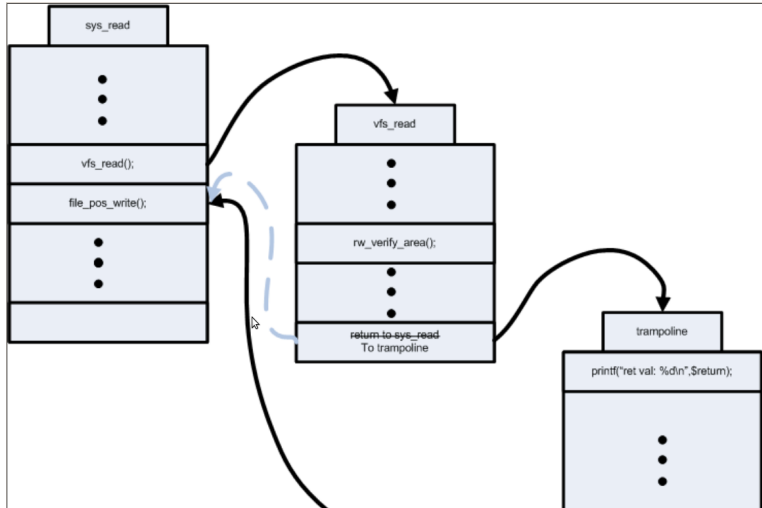 sys_read
vfs_read();
file_pos_write();
vfs_read
rw_verify_area();
return to sys_read
To trampoline
trampoline
printf("ret val: %d\n",$return);